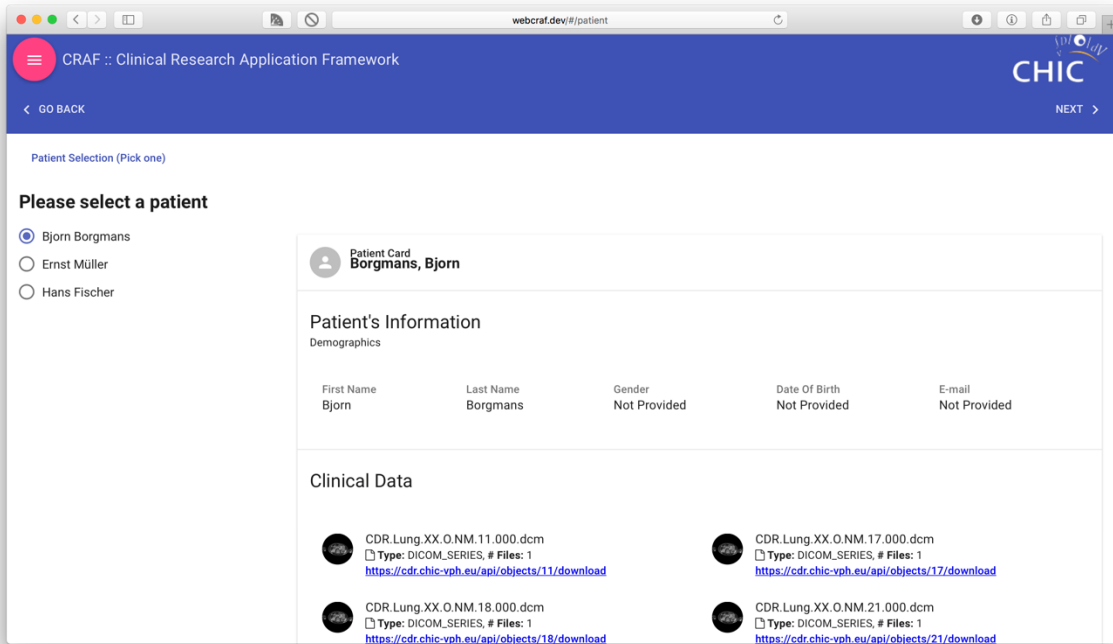 webcraf.dev/#/patient
CRAF :: Clinical Research Application Framework
CHIC
GO BACK
NEXT
Patient Selection (Pick one)
Please select a patient
Bjorn Borgmans
Ernst Müller
Hans Fischer
Patient Card
Borgmans, Bjorn
Patient's Information
Demographics
First Name Last Name Gender Date Of Birth E-mail
Bjorn Borgmans Not Provided Not Provided Not Provided
Clinical Data
CDR.Lung.XX.O.NM.11.000.dcm CDR.Lung.XX.O.NM.17.000.dcm
Type: DICOM_SERIES, # Files: 1 Type: DICOM_SERIES, # Files: 1
https://cdr.chic-vph.eu/api/objects/11/download https://cdr.chic-vph.eu/api/objects/17/download
CDR.Lung.XX.O.NM.18.000.dcm CDR.Lung.XX.O.NM.21.000.dcm
Type: DICOM_SERIES, # Files: 1 Type: DICOM_SERIES, # Files: 1
https://cdr.chic-vph.eu/api/objects/18/download https://cdr.chic-vph.eu/api/objects/21/download